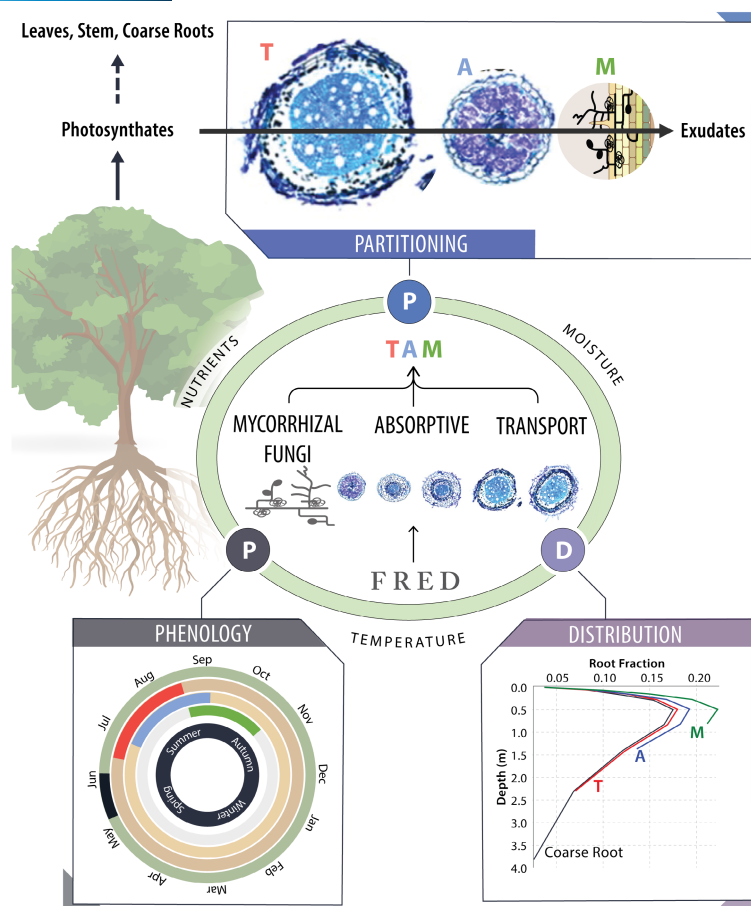 Leaves, Stem, Coarse Roots
T
A
M
Photosynthates
Exudates
PARTITIONING
P
NUTRIENTS
MOISTURE
TAM
MYCORRHIZAL
FUNGI
ABSORPTIVE
TRANSPORT
P
D
FRED
TEMPERATURE
PHENOLOGY
Sep
Oct
Nov
Dec
Jan
Feb
Mar
Apr
May
Jun
Jul
Aug
Summer
Autumn
Winter
Spring
DISTRIBUTION
Root Fraction
0.05 0.10 0.15 0.20
Depth (m)
0.0
0.5
1.0
1.5
2.0
2.5
3.0
3.5
4.0
M
A
T
Coarse Root